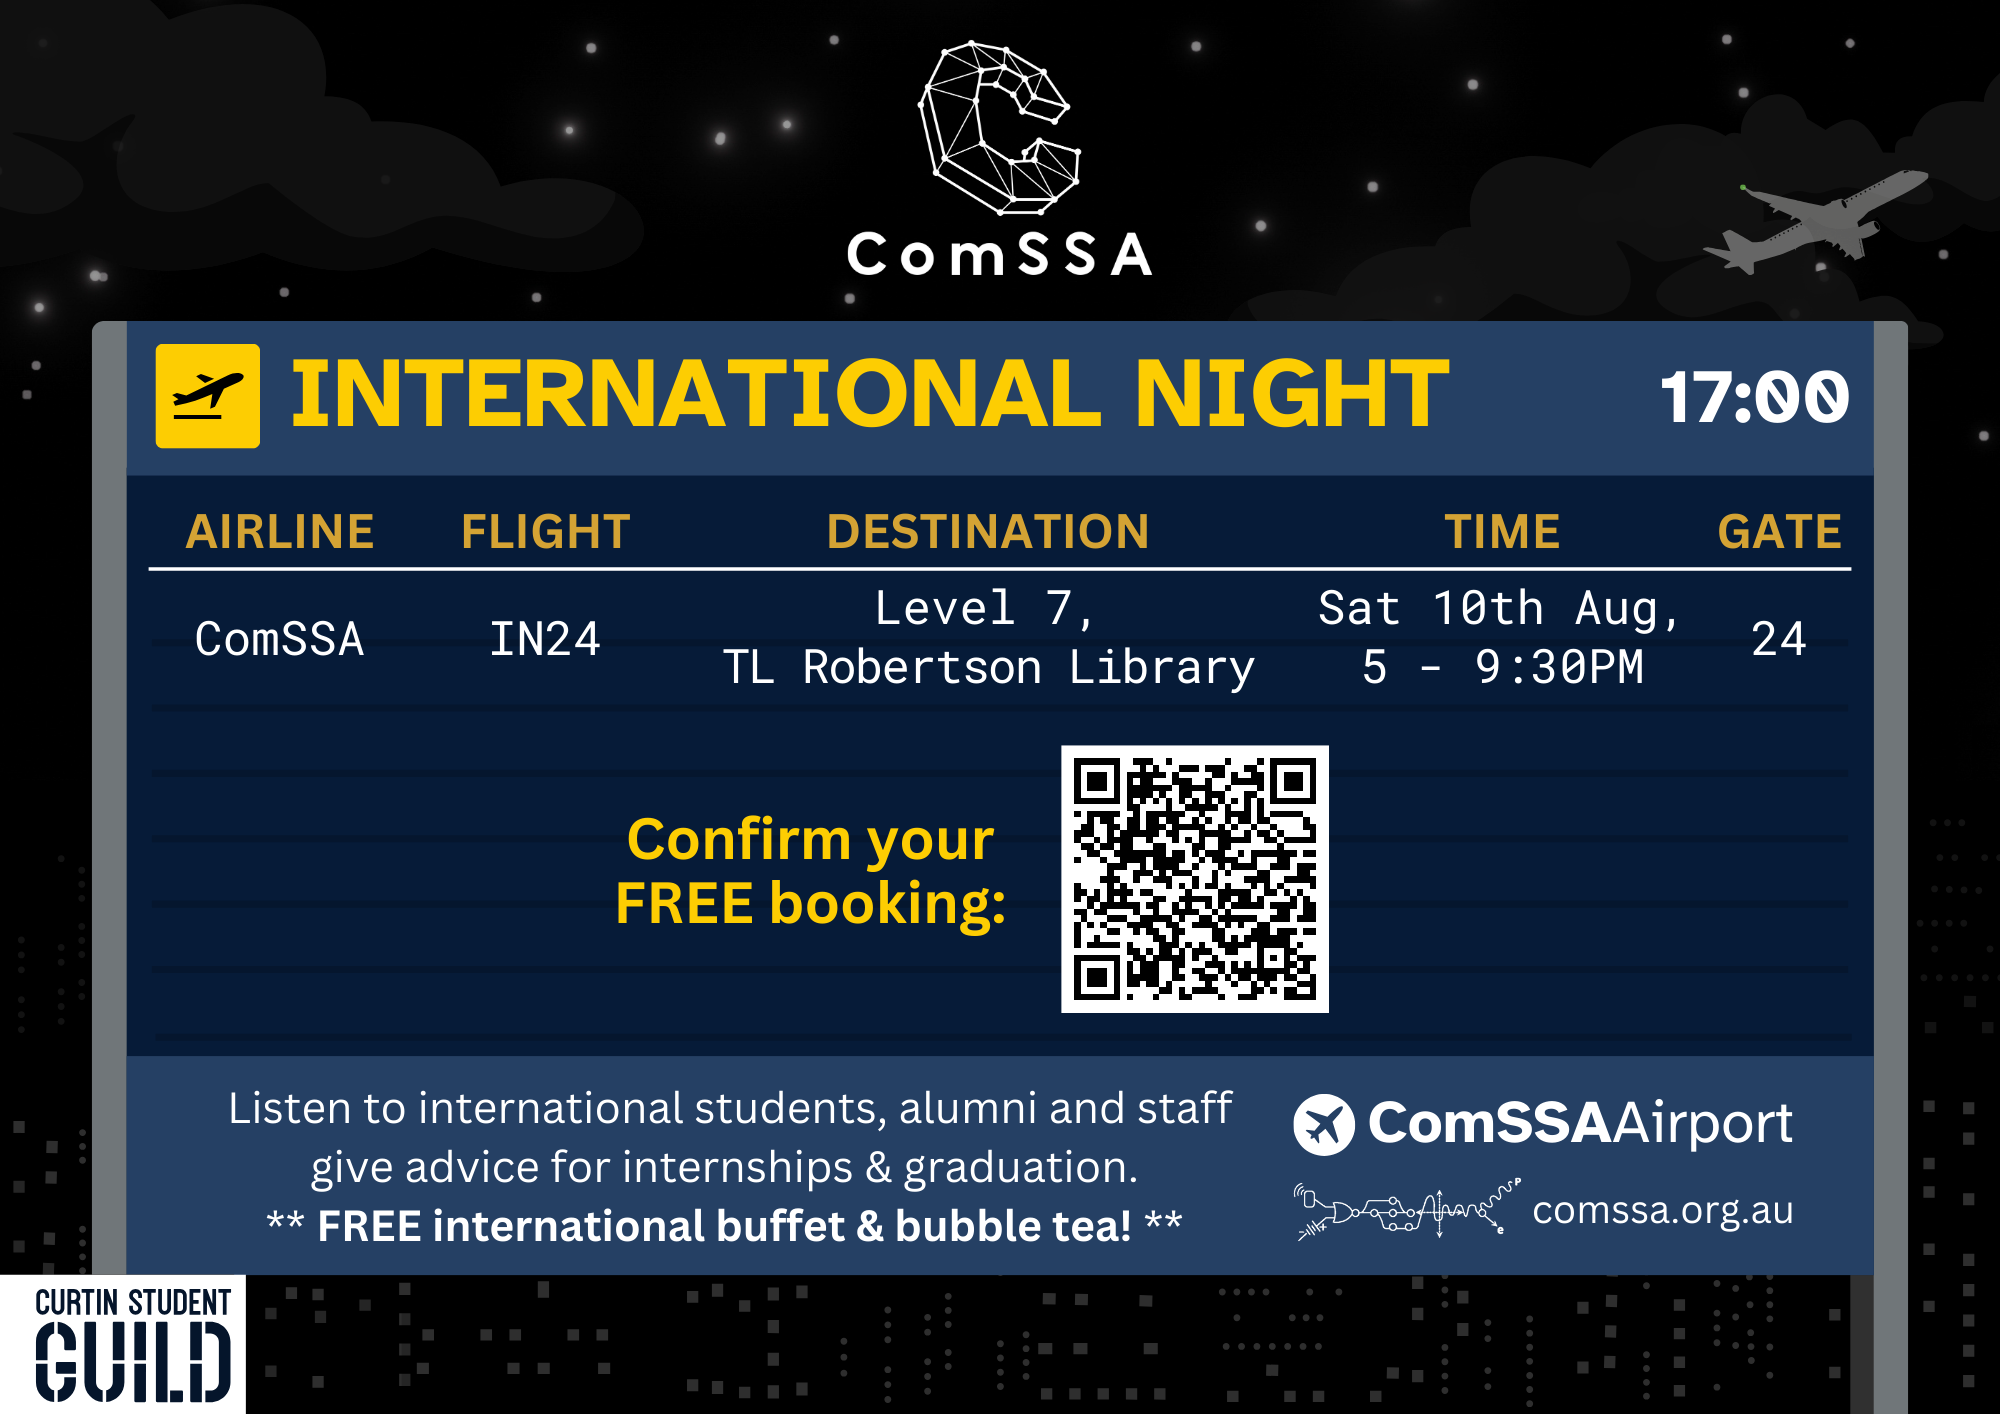 ComSSA
INTERNATIONAL NIGHT
17:00
AIRLINE FLIGHT DESTINATION TIME GATE
ComSSA IN24 Level 7, Sat 10th Aug, 24
TL Robertson Library 5 - 9:30PM
Confirm your
FREE booking:
Listen to international students, alumni and staff
give advice for internships & graduation.
** FREE international buffet & bubble tea! **
ComSSAAirport
P
e
comssa.org.au
CURTIN STUDENT
GUILD